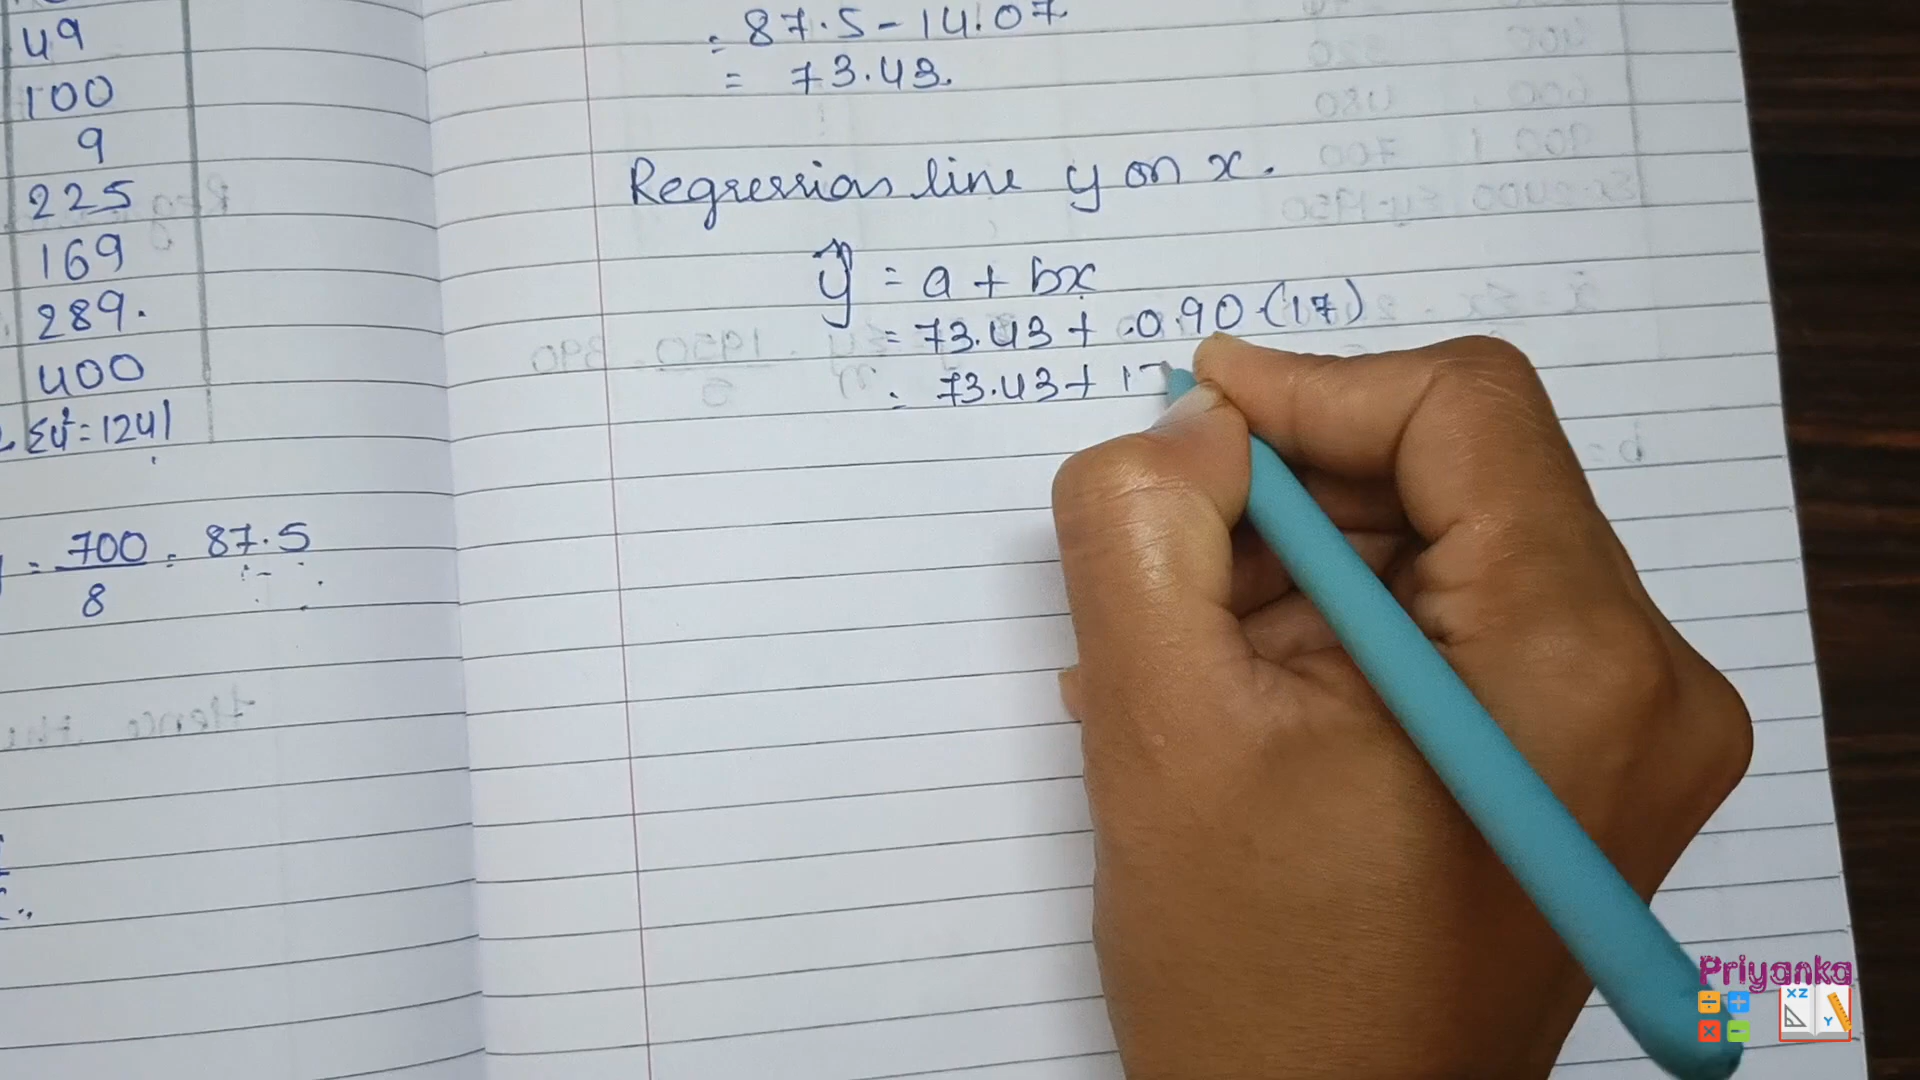 49
100
9
225
169
289.
400
Σy²=1241
= 700/8 = 87.5
= 87.5 - 14.07
= 73.43.
Regression line y on x.
ŷ = a + bx
= 73.43 + 0.90 (17)
= 73.43 + 1
Priyanka